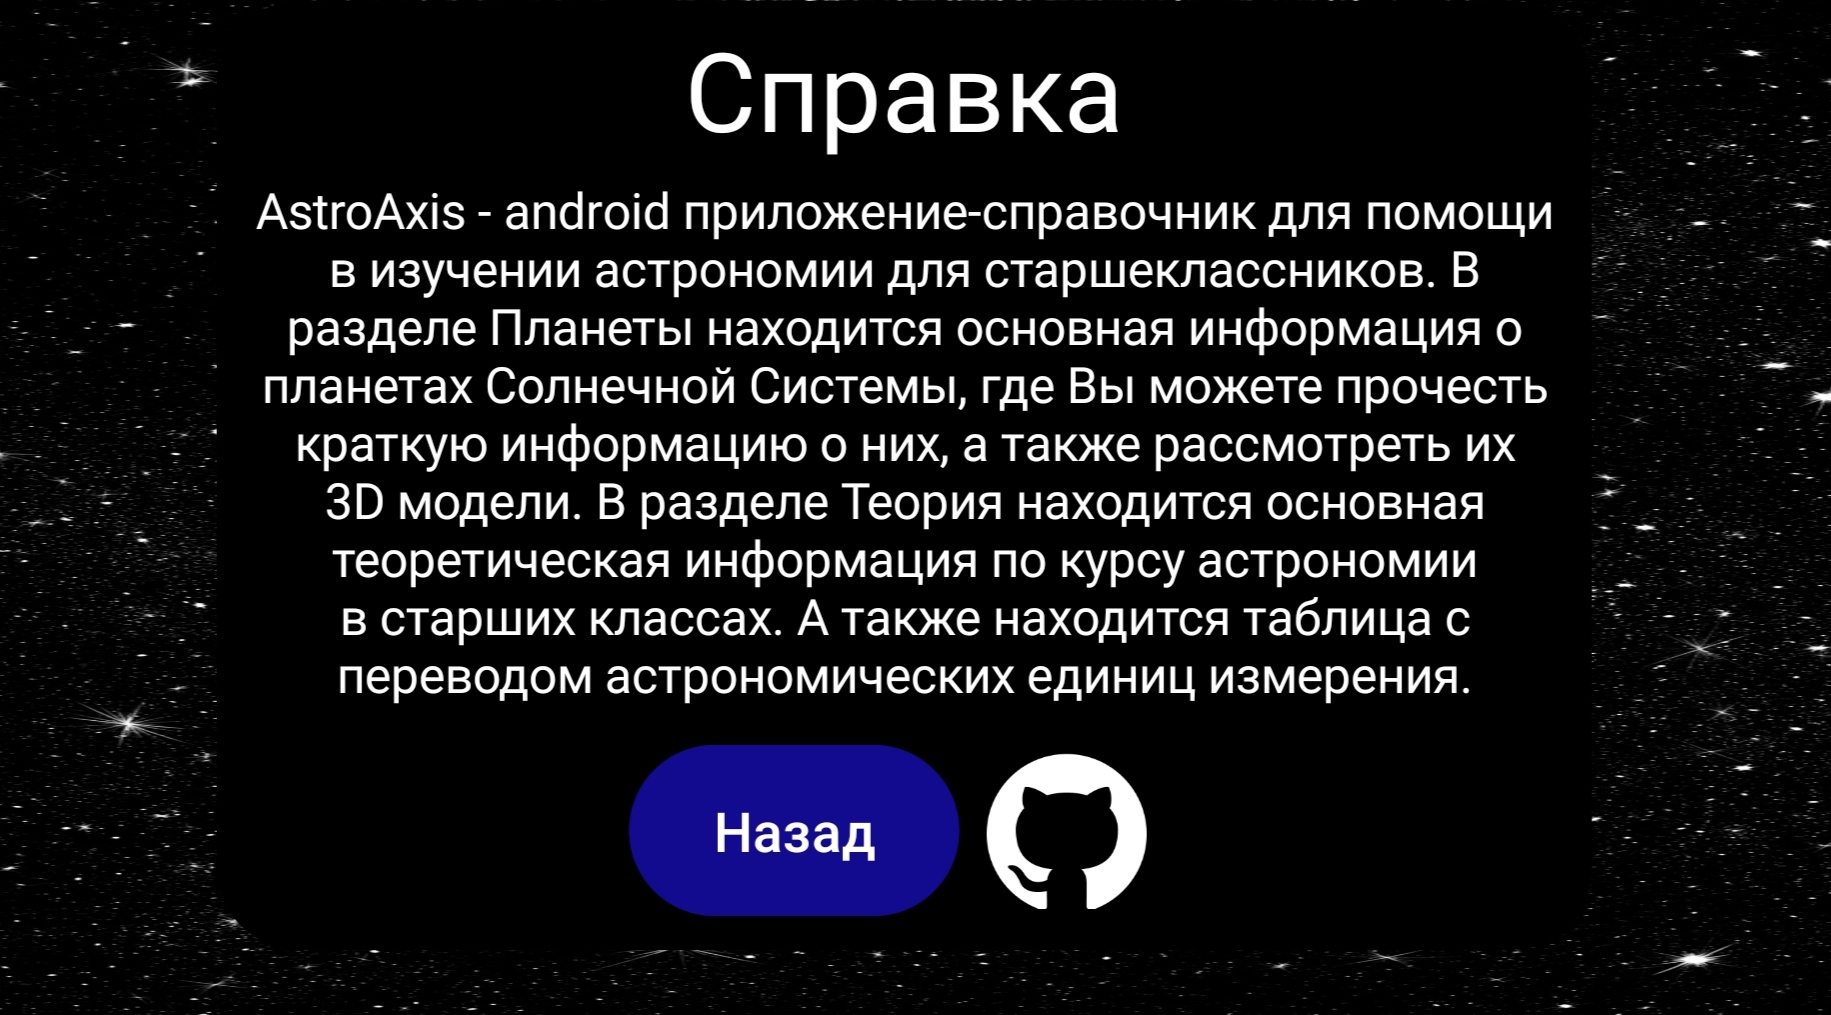 Справка
AstroAxis - android приложение-справочник для помощи
в изучении астрономии для старшеклассников. В
разделе Планеты находится основная информация о
планетах Солнечной Системы, где Вы можете прочесть
краткую информацию о них, а также рассмотреть их
3D модели. В разделе Теория находится основная
теоретическая информация по курсу астрономии
в старших классах. А также находится таблица с
переводом астрономических единиц измерения.
Назад